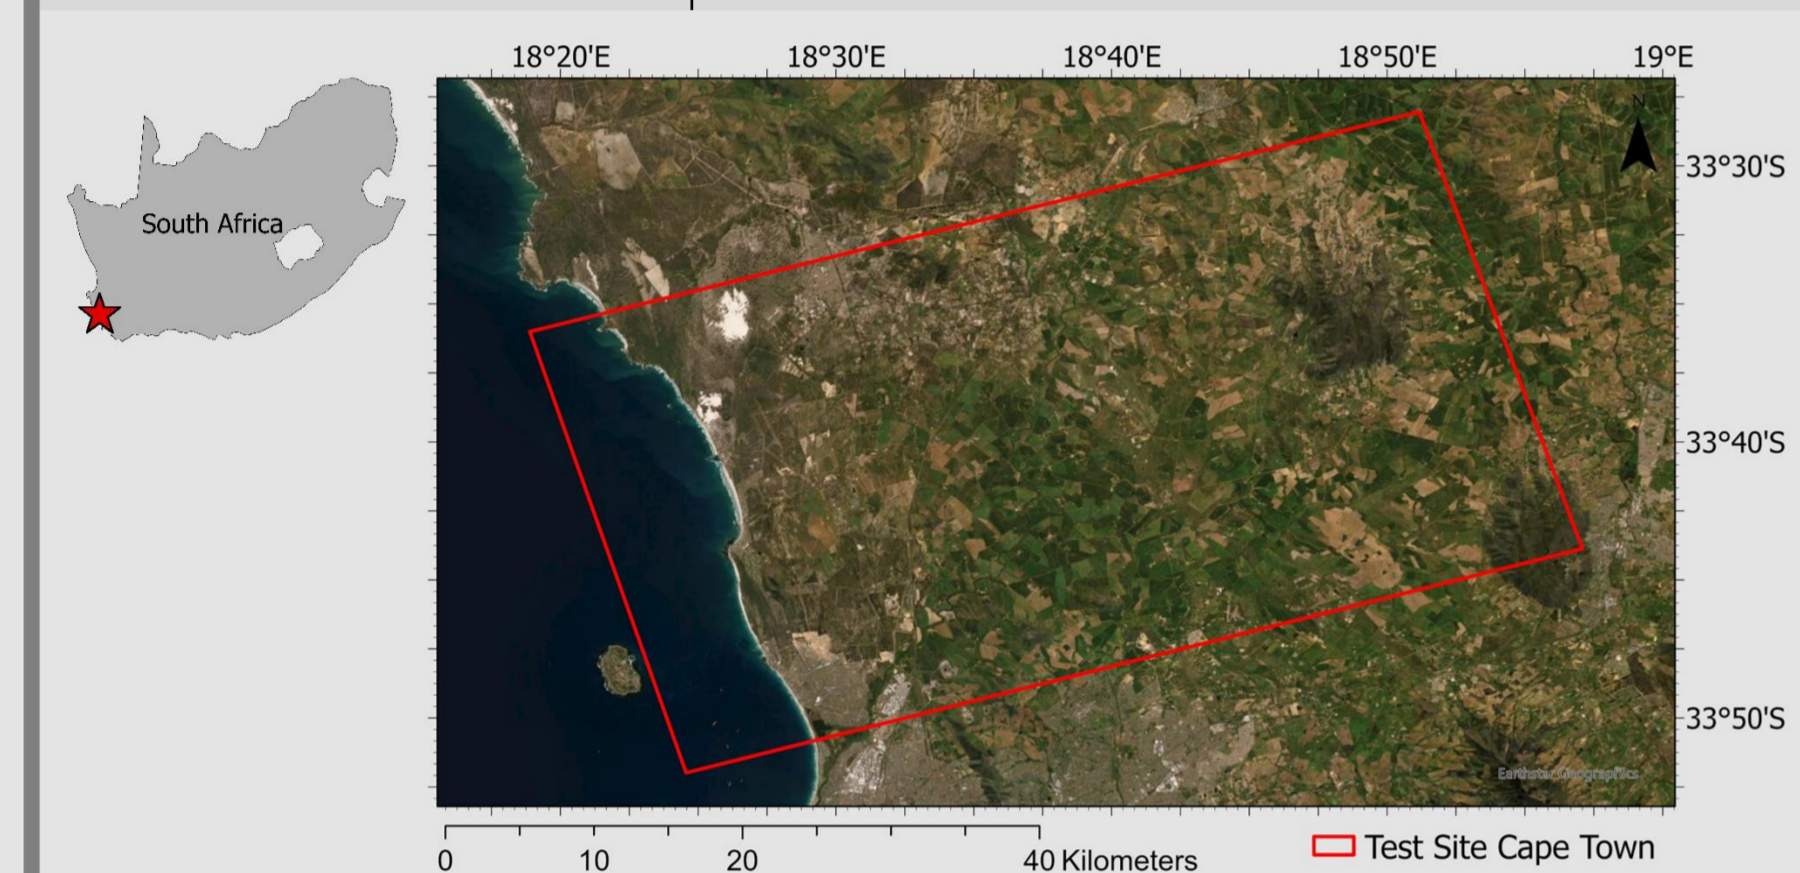 18°20'E 18°30'E 18°40'E 18°50'E 19°E
N
33°30'S
South Africa
33°40'S
33°50'S
Earthstar Geographics
0 10 20 40 Kilometers
Test Site Cape Town